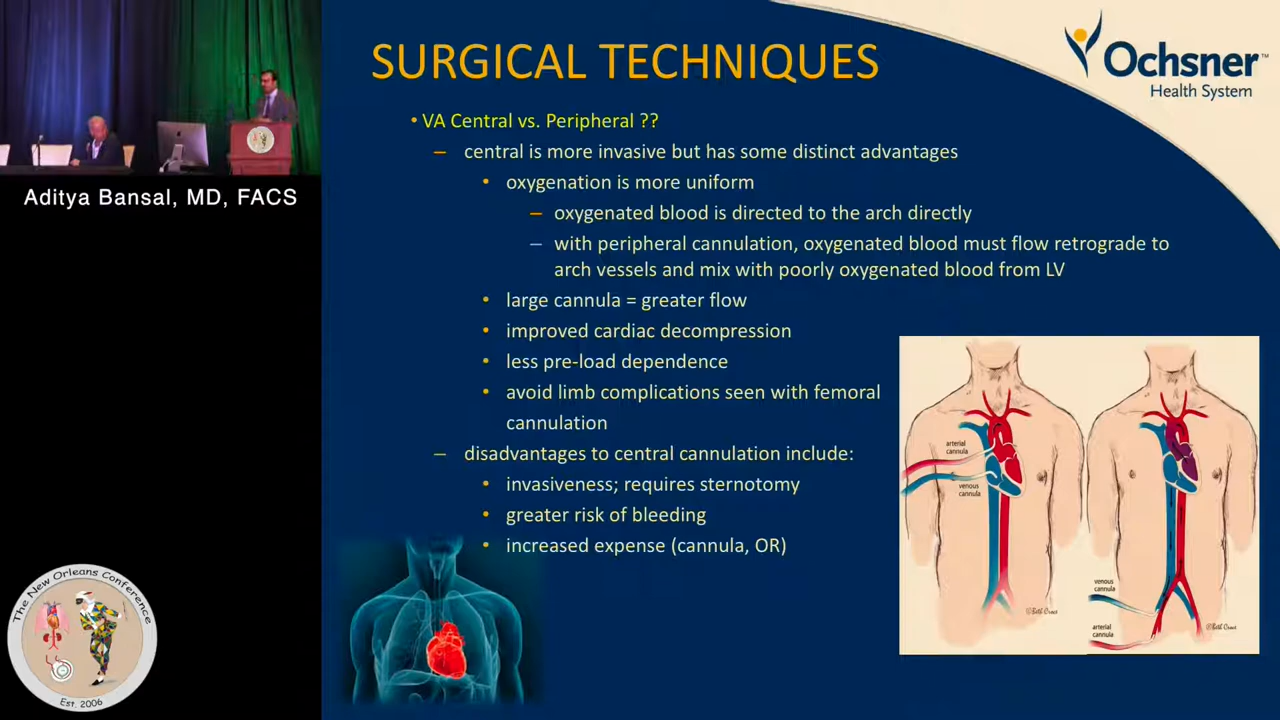 SURGICAL TECHNIQUES
Ochsner™
Health System
• VA Central vs. Peripheral ??
– central is more invasive but has some distinct advantages
• oxygenation is more uniform
– oxygenated blood is directed to the arch directly
– with peripheral cannulation, oxygenated blood must flow retrograde to
arch vessels and mix with poorly oxygenated blood from LV
• large cannula = greater flow
• improved cardiac decompression
• less pre-load dependence
• avoid limb complications seen with femoral
cannulation
– disadvantages to central cannulation include:
• invasiveness; requires sternotomy
• greater risk of bleeding
• increased expense (cannula, OR)
Aditya Bansal, MD, FACS
arterial
cannula
venous
cannula
©Beth Croce
venous
cannula
arterial
cannula
©Beth Croce
The New Orleans Conference
Est. 2006